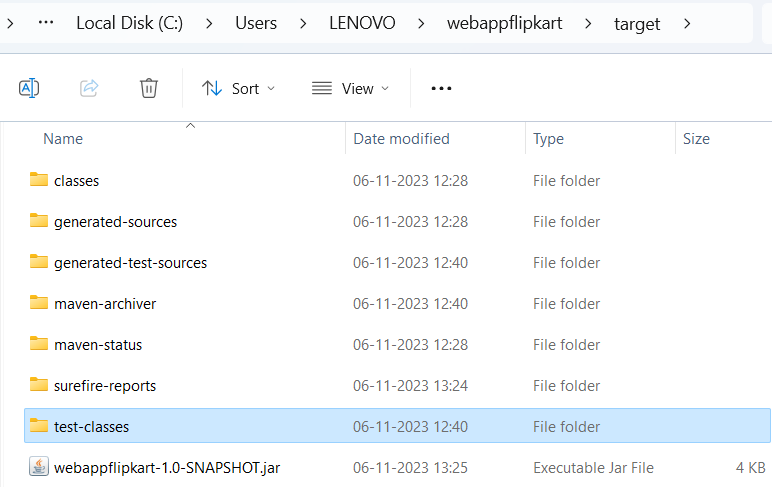 Local Disk (C:) Users LENOVO webappflipkart target
Sort View
Name Date modified Type Size
classes 06-11-2023 12:28 File folder
generated-sources 06-11-2023 12:28 File folder
generated-test-sources 06-11-2023 12:40 File folder
maven-archiver 06-11-2023 12:40 File folder
maven-status 06-11-2023 12:28 File folder
surefire-reports 06-11-2023 13:24 File folder
test-classes 06-11-2023 12:40 File folder
webappflipkart-1.0-SNAPSHOT.jar 06-11-2023 13:25 Executable Jar File 4 KB